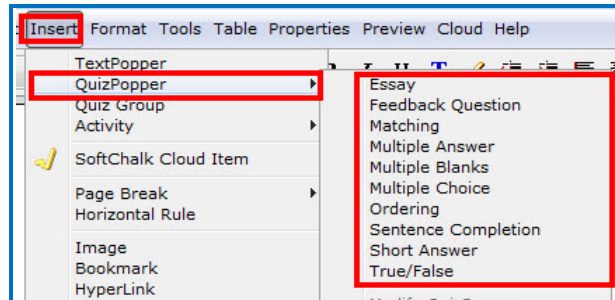 Insert Format Tools Table Properties Preview Cloud Help
TextPopper
QuizPopper
Quiz Group
Activity
SoftChalk Cloud Item
Page Break
Horizontal Rule
Image
Bookmark
HyperLink
Essay
Feedback Question
Matching
Multiple Answer
Multiple Blanks
Multiple Choice
Ordering
Sentence Completion
Short Answer
True/False